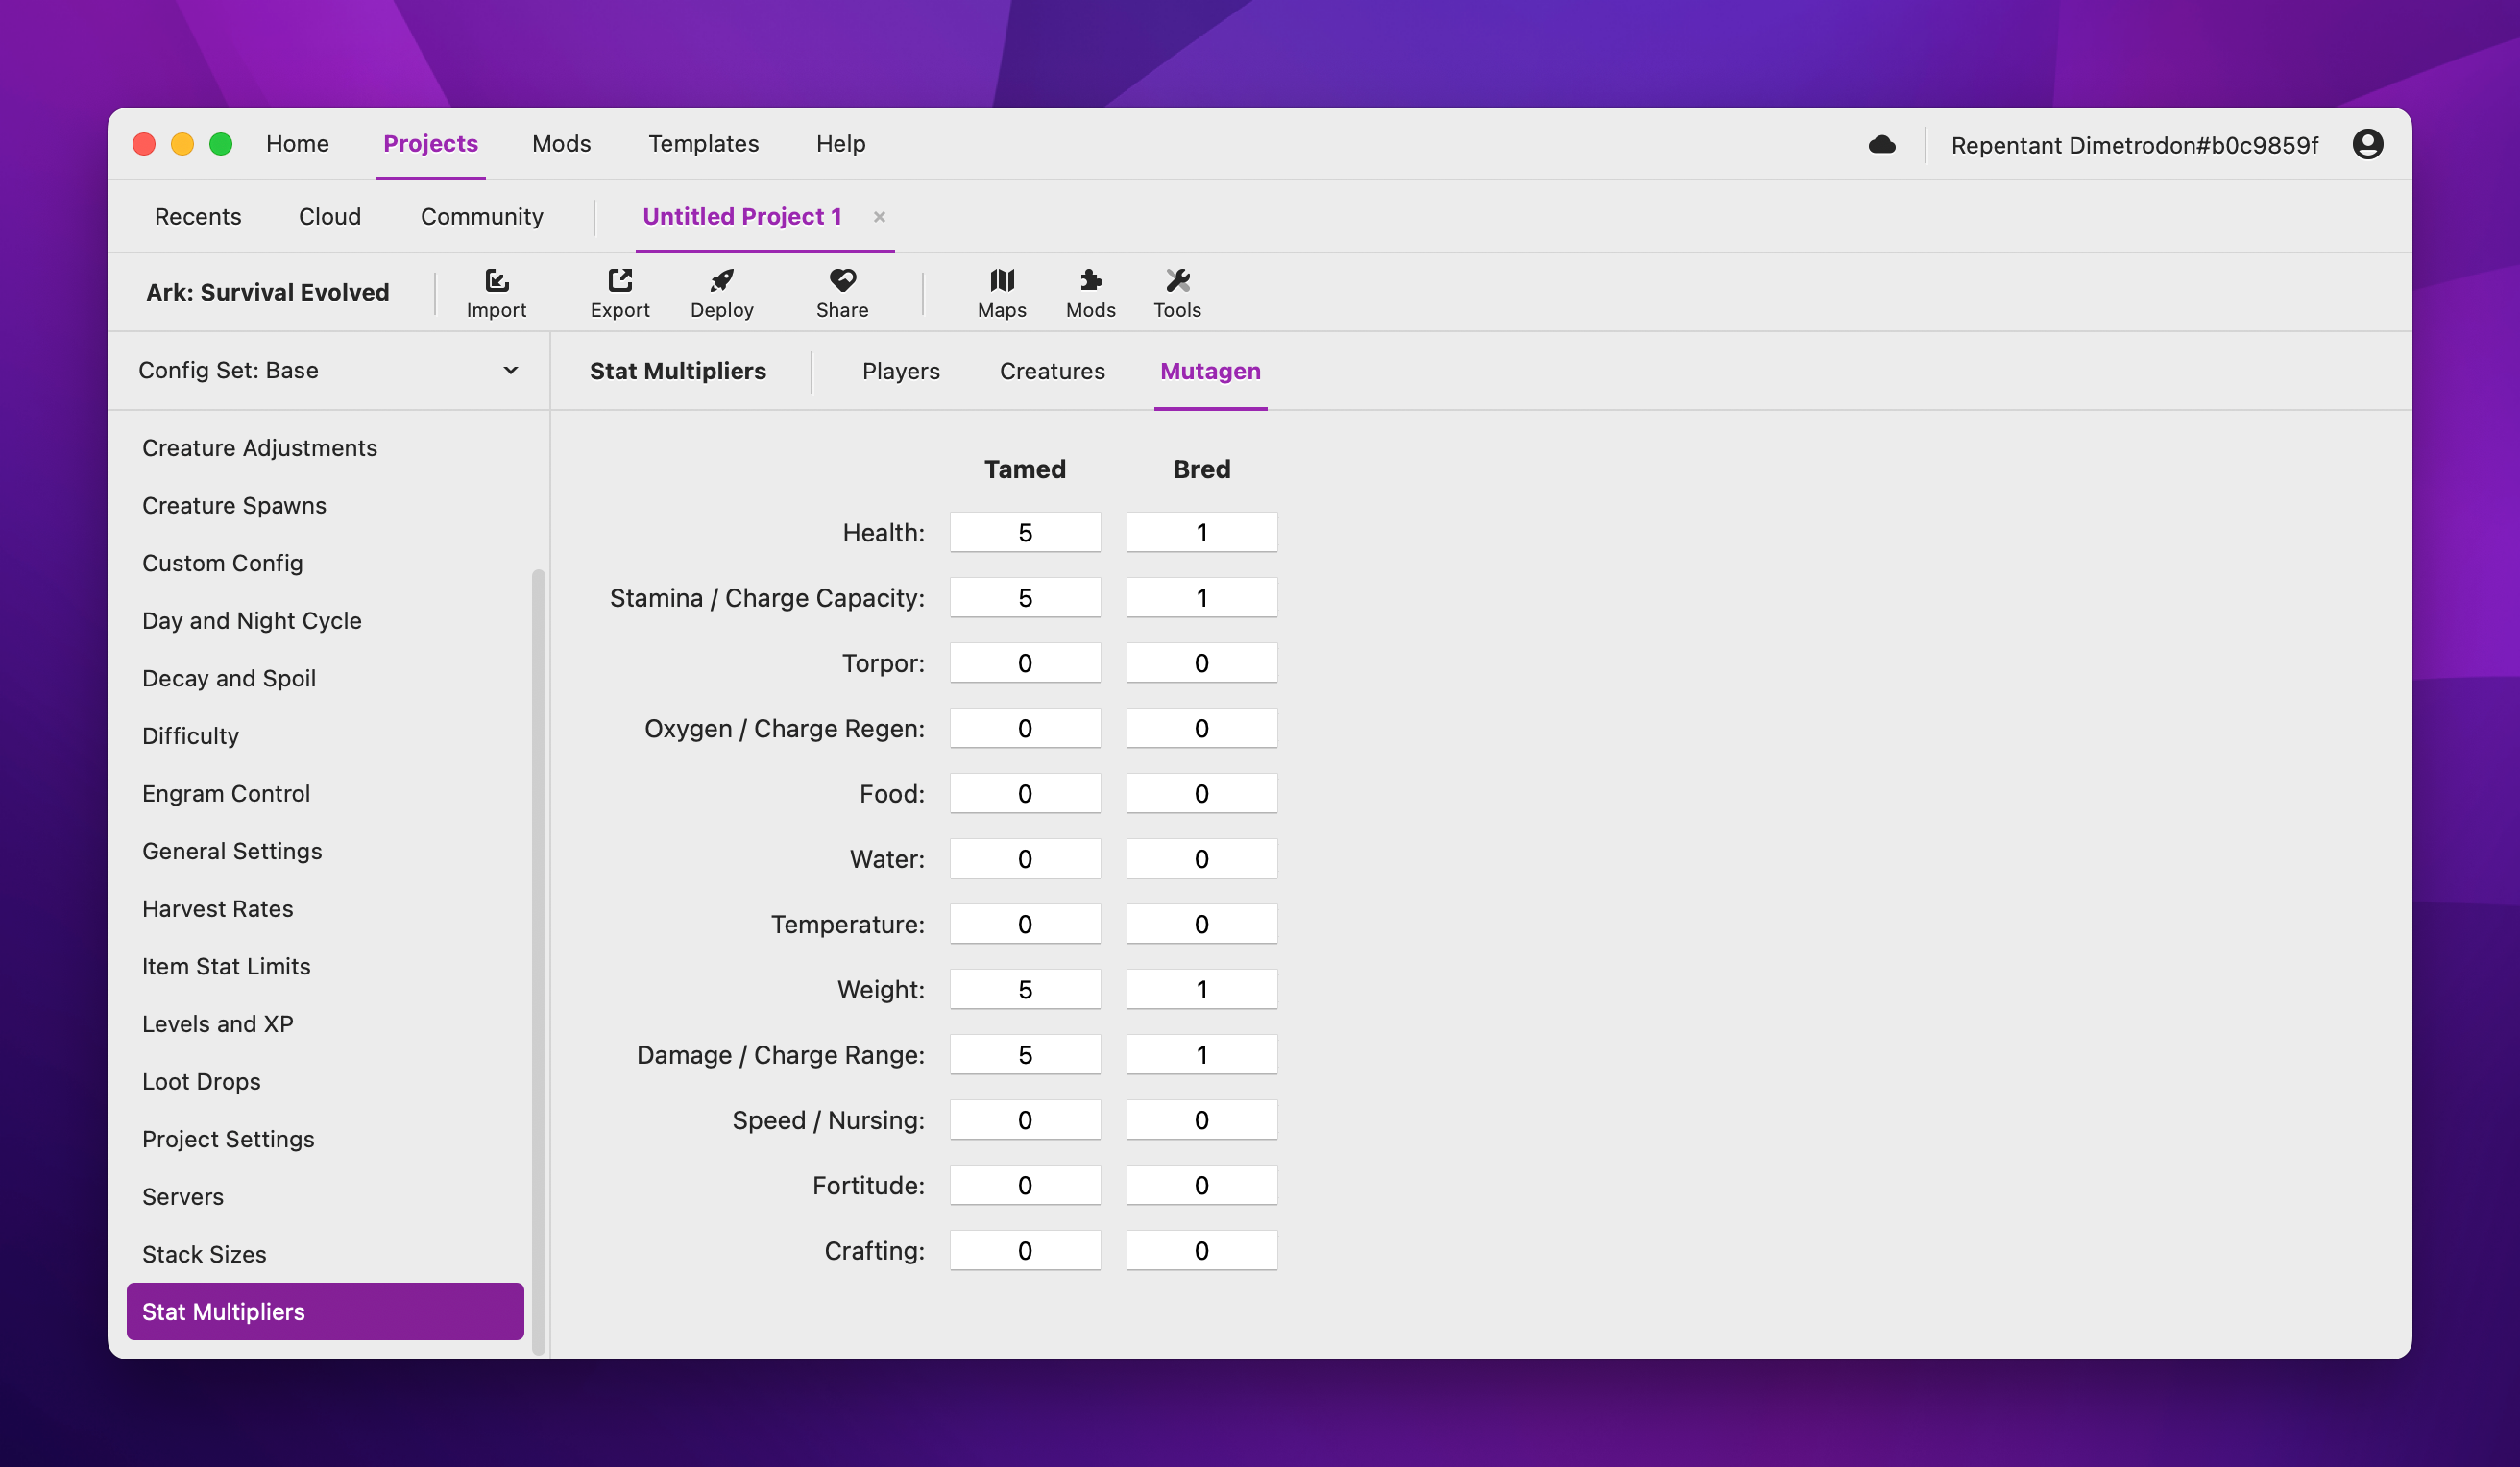 Home Projects Mods Templates Help Repentant Dimetrodon#b0c9859f
Recents Cloud Community Untitled Project 1 ×
Ark: Survival Evolved Import Export Deploy Share Maps Mods Tools
Config Set: Base
Stat Multipliers Players Creatures Mutagen
Creature Adjustments
Creature Spawns
Custom Config
Day and Night Cycle
Decay and Spoil
Difficulty
Engram Control
General Settings
Harvest Rates
Item Stat Limits
Levels and XP
Loot Drops
Project Settings
Servers
Stack Sizes
Stat Multipliers
Tamed Bred
Health: 5 1
Stamina / Charge Capacity: 5 1
Torpor: 0 0
Oxygen / Charge Regen: 0 0
Food: 0 0
Water: 0 0
Temperature: 0 0
Weight: 5 1
Damage / Charge Range: 5 1
Speed / Nursing: 0 0
Fortitude: 0 0
Crafting: 0 0